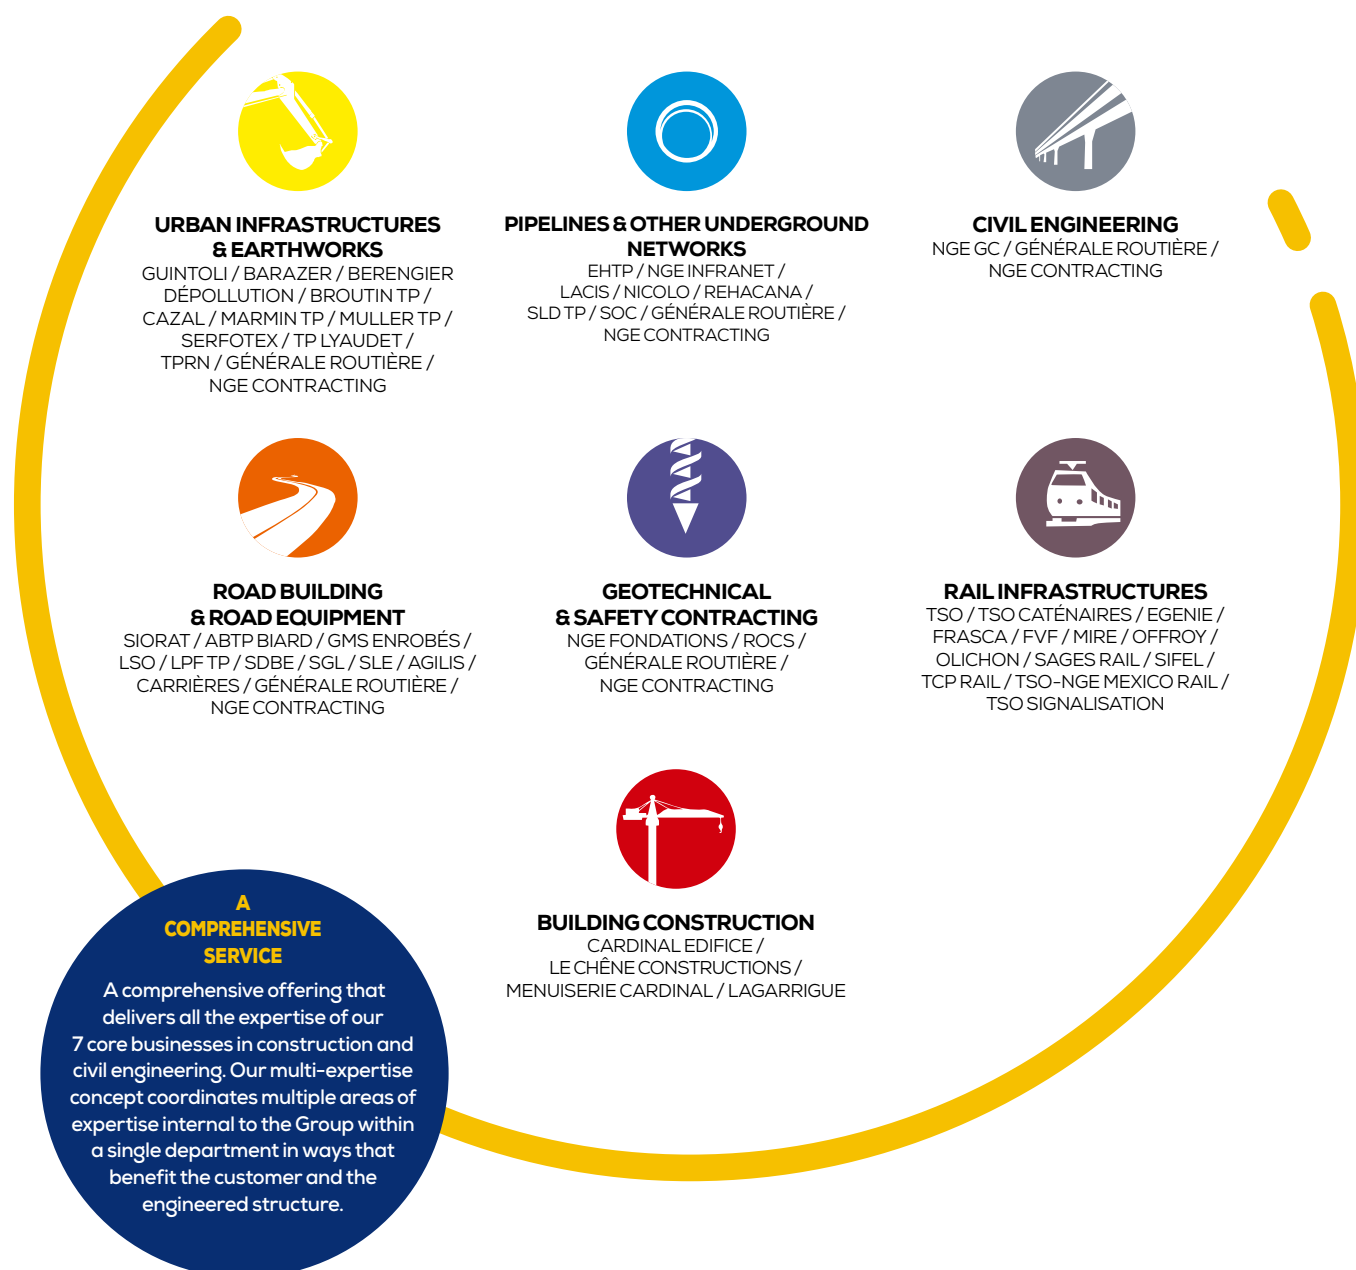 URBAN INFRASTRUCTURES
& EARTHWORKS
GUINTOLI / BARAZER / BERENGIER
DÉPOLLUTION / BROUTIN TP /
CAZAL / MARMIN TP / MULLER TP /
SERFOTEX / TP LYAUDET /
TPRN / GÉNÉRALE ROUTIÈRE /
NGE CONTRACTING
PIPELINES & OTHER UNDERGROUND
NETWORKS
EHTP / NGE INFRANET /
LACIS / NICOLO / REHACANA /
SLD TP / SOC / GÉNÉRALE ROUTIÈRE /
NGE CONTRACTING
CIVIL ENGINEERING
NGE GC / GÉNÉRALE ROUTIÈRE /
NGE CONTRACTING
ROAD BUILDING
& ROAD EQUIPMENT
SIORAT / ABTP BIARD / GMS ENROBÉS /
LSO / LPF TP / SDBE / SGL / SLE / AGILIS /
CARRIÈRES / GÉNÉRALE ROUTIÈRE /
NGE CONTRACTING
GEOTECHNICAL
& SAFETY CONTRACTING
NGE FONDATIONS / ROCS /
GÉNÉRALE ROUTIÈRE /
NGE CONTRACTING
RAIL INFRASTRUCTURES
TSO / TSO CATÉNAIRES / EGENIE /
FRASCA / FVF / MIRE / OFFROY /
OLICHON / SAGES RAIL / SIFEL /
TCP RAIL / TSO-NGE MEXICO RAIL /
TSO SIGNALISATION
BUILDING CONSTRUCTION
CARDINAL EDIFICE /
LE CHÊNE CONSTRUCTIONS /
MENUISERIE CARDINAL / LAGARRIGUE
A
COMPREHENSIVE
SERVICE
A comprehensive offering that
delivers all the expertise of our
7 core businesses in construction and
civil engineering. Our multi-expertise
concept coordinates multiple areas of
expertise internal to the Group within
a single department in ways that
benefit the customer and the
engineered structure.